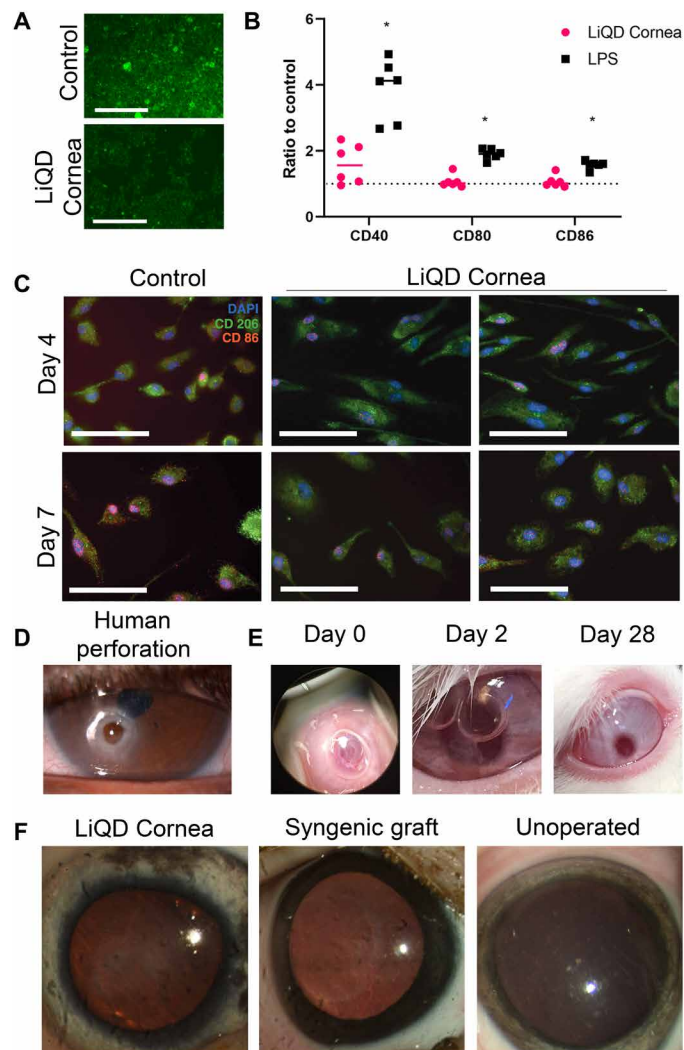 A
Control
LiQD
Cornea
B
Ratio to control
6
4
2
0
*
*
*
CD40
CD80
CD86
LiQD Cornea
LPS
C
Control
LiQD Cornea
DAPI
CD 206
CD 86
Day 4
Day 7
D
Human
perforation
E
Day 0
Day 2
Day 28
F
LiQD Cornea
Syngenic graft
Unoperated